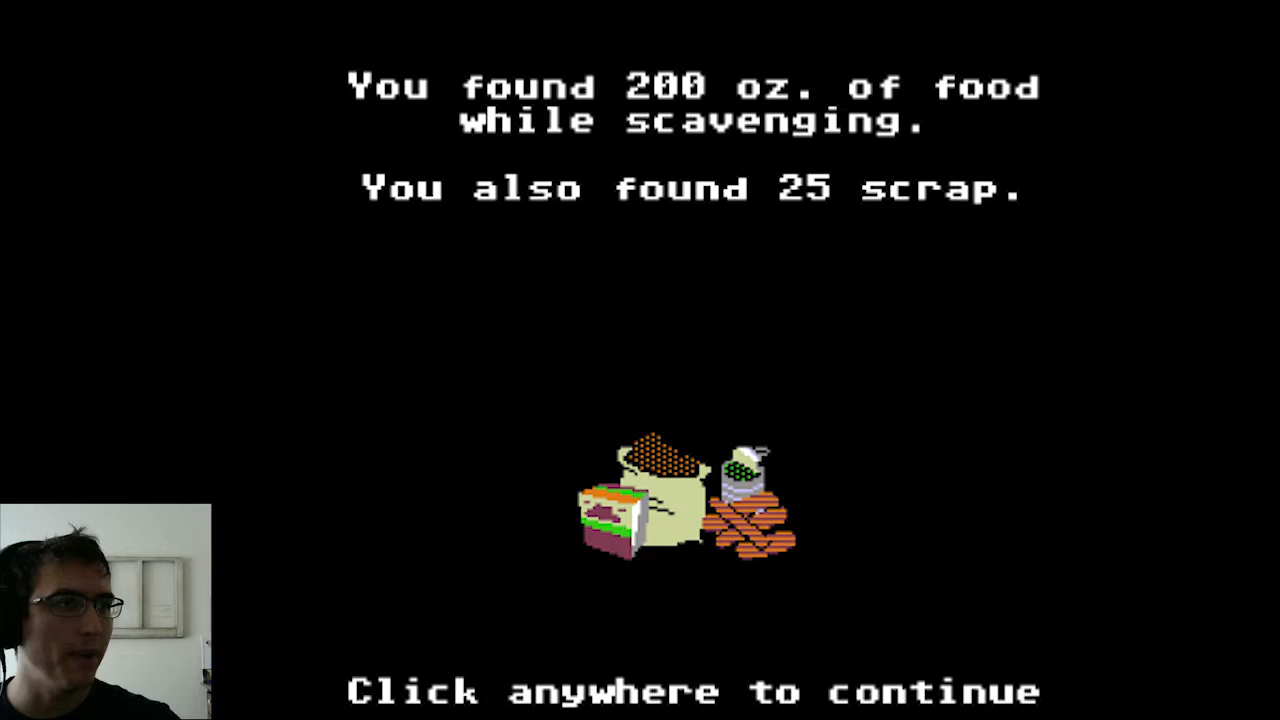 You found 200 oz. of food
while scavenging.
You also found 25 scrap.
Click anywhere to continue